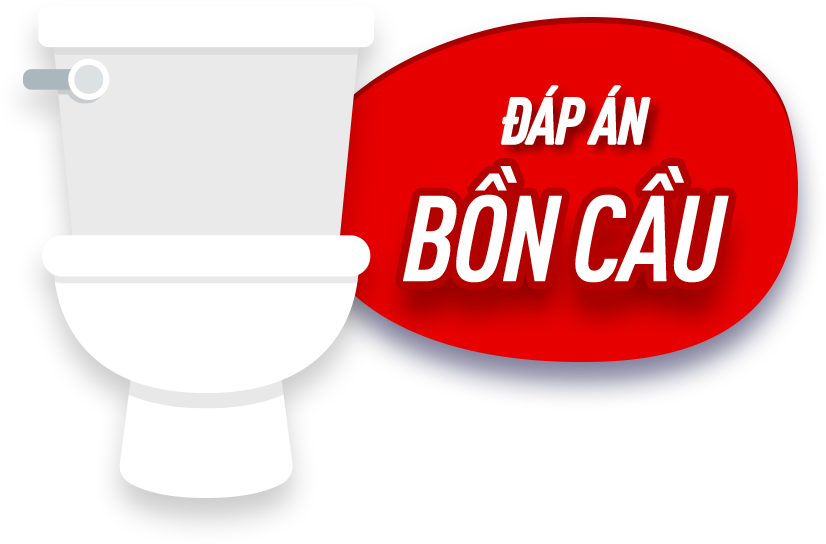 ĐÁP ÁN
BỒN CẦU